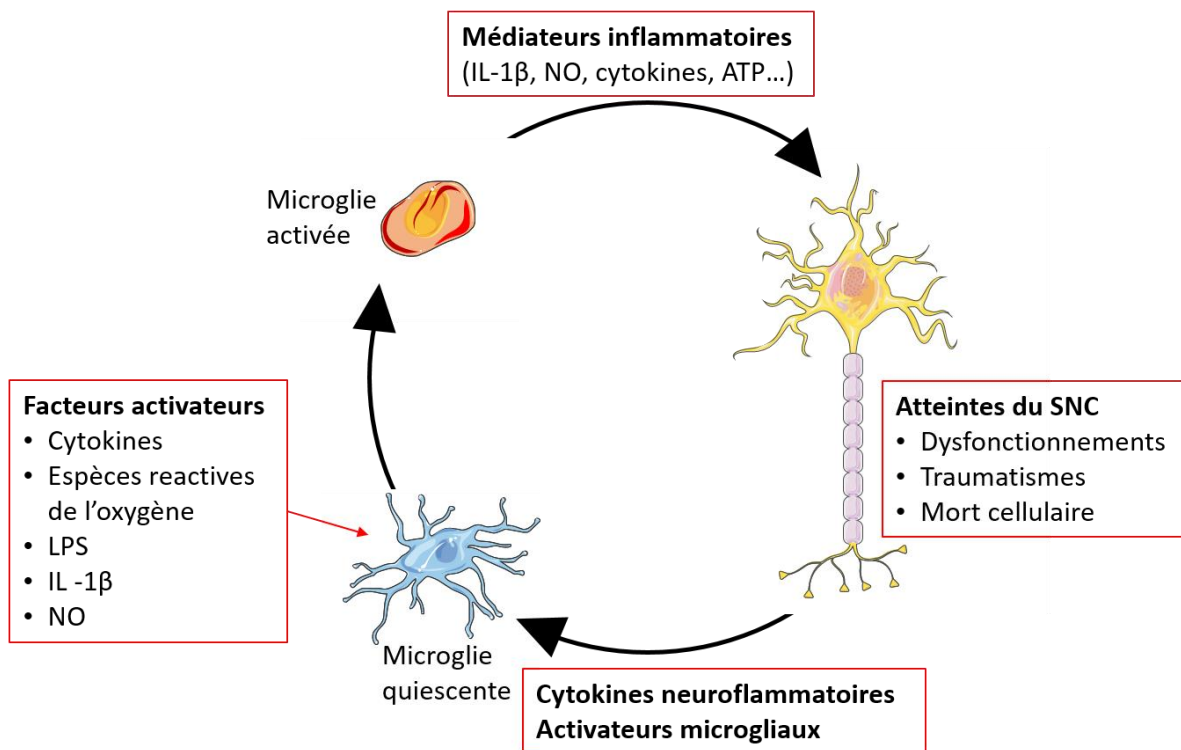 Médiateurs inflammatoires
(IL-1β, NO, cytokines, ATP…)
Microglie
activée
Facteurs activateurs
• Cytokines
• Espèces reactives
de l’oxygène
• LPS
• IL -1β
• NO
Atteintes du SNC
• Dysfonctionnements
• Traumatismes
• Mort cellulaire
Microglie
quiescente
Cytokines neuroflammatoires
Activateurs microgliaux